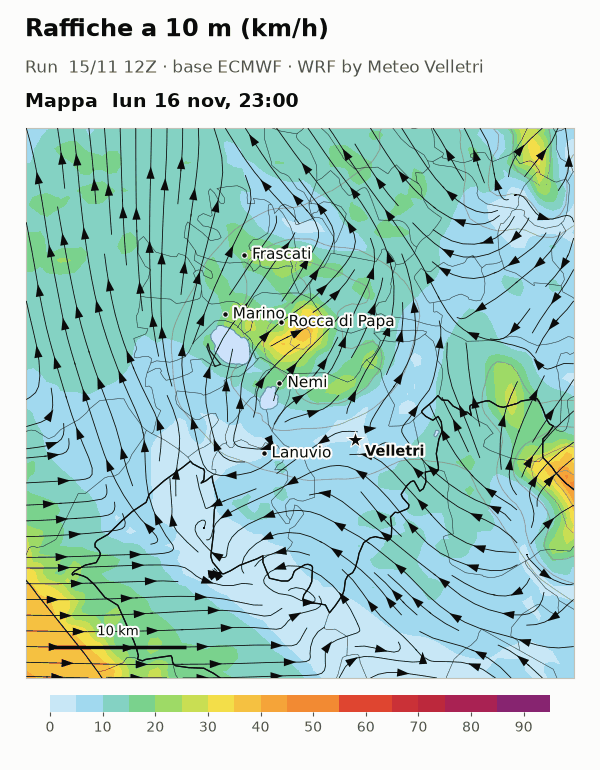 Raffiche a 10 m (km/h)
Run 15/11 12Z · base ECMWF · WRF by Meteo Velletri
Mappa lun 16 nov, 23:00
Frascati
Marino
Rocca di Papa
Nemi
Lanuvio
Velletri
10 km
0 10 20 30 40 50 60 70 80 90